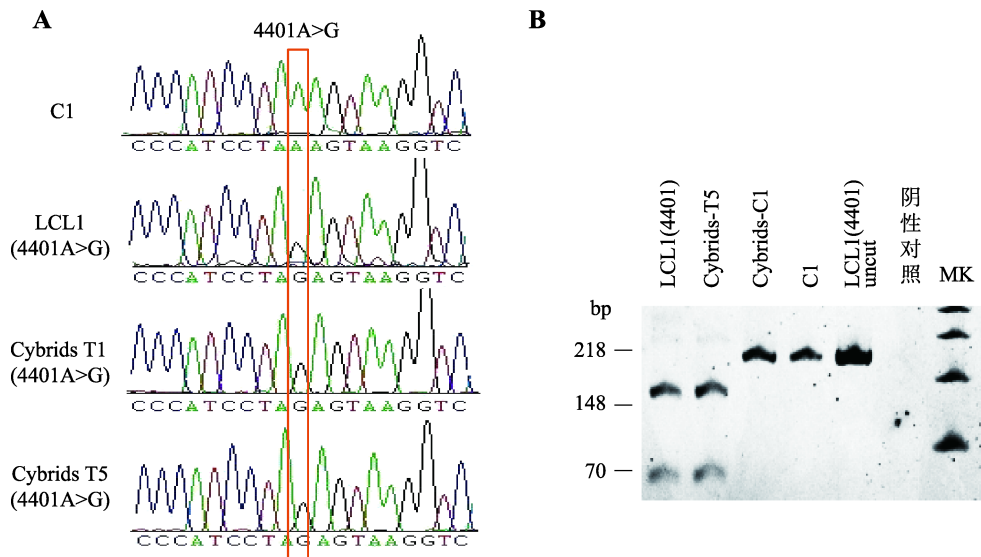 A
4401A>G
C1
CCCATCCTAAAGTAAGGTC
LCL1
(4401A>G)
CCCATCCTAGAGTAAGGTC
Cybrids T1
(4401A>G)
CCCATCCTAGAGTAAGGTC
Cybrids T5
(4401A>G)
CCCATCCTAGAGTAAGGTC
B
LCL1(4401)
Cybrids-T5
Cybrids-C1
C1
LCL1(4401)
uncut
阴性对照
MK
bp
218
148
70